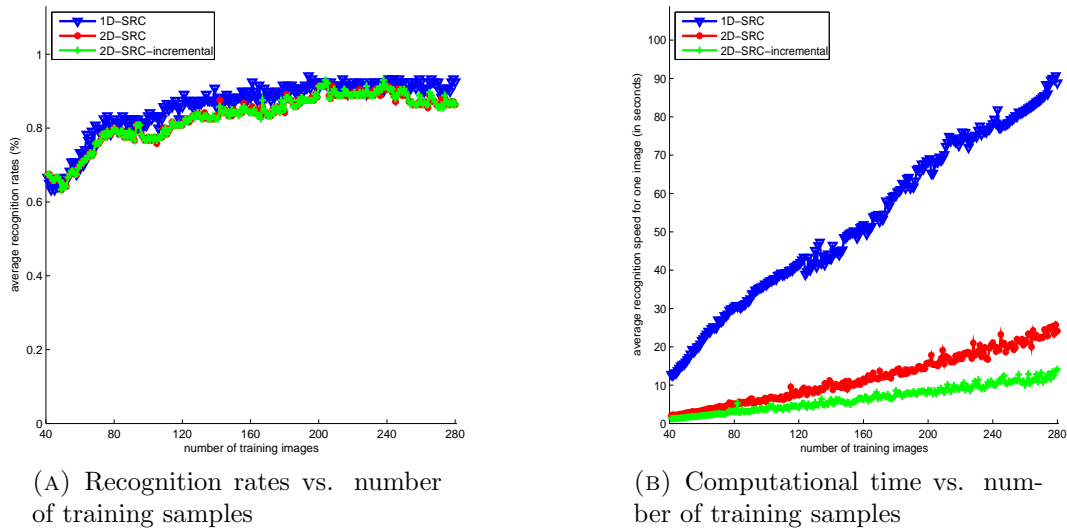 1D−SRC
2D−SRC
2D−SRC−incremental
1
0.8
0.6
0.4
0.2
0
40 80 120 160 200 240 280
average recognition rates (%)
number of training images
(A) Recognition rates vs. number
of training samples
1D−SRC
2D−SRC
2D−SRC−incremental
100
90
80
70
60
50
40
30
20
10
0
40 80 120 160 200 240 280
average recognition speed for one image (in seconds)
number of training images
(B) Computational time vs. num-
ber of training samples